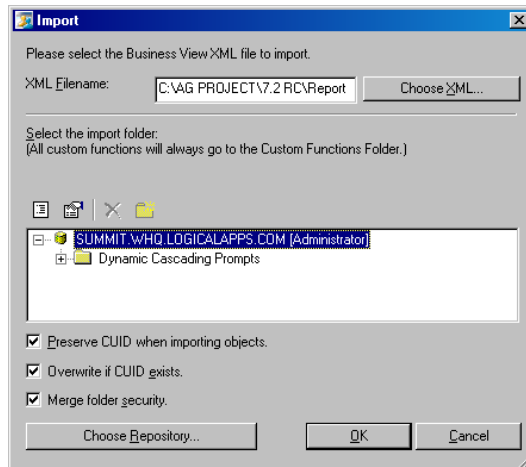 Import
Please select the Business View XML file to import.
XML Filename:
C:\AG PROJECT\7.2 RC\Report
Choose XML...
Select the import folder:
(All custom functions will always go to the Custom Functions Folder.)
SUMMIT.WHQ.LOGICALAPPS.COM (Administrator)
Dynamic Cascading Prompts
Preserve CUID when importing objects.
Overwrite if CUID exists.
Merge folder security.
Choose Repository...
OK
Cancel